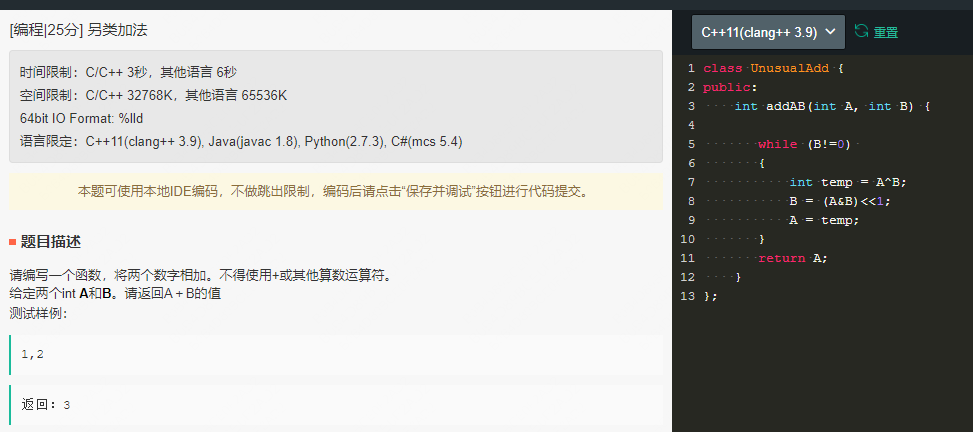 [编程|25分] 另类加法
时间限制：C/C++ 3秒，其他语言 6秒
空间限制：C/C++ 32768K，其他语言 65536K
64bit IO Format: %lld
语言限定：C++11(clang++ 3.9), Java(javac 1.8), Python(2.7.3), C#(mcs 5.4)
本题可使用本地IDE编码，不做跳出限制，编码后请点击“保存并调试”按钮进行代码提交。
题目描述
请编写一个函数，将两个数字相加。不得使用+或其他算数运算符。
给定两个int A和B。请返回A＋B的值
测试样例：
1,2
返回：3
C++11(clang++ 3.9)
重置
1 class UnusualAdd {
2 public:
3     int addAB(int A, int B) {
4
5        while (B!=0)
6        {
7            int temp = A^B;
8            B = (A&B)<<1;
9            A = temp;
10        }
11        return A;
12     }
13 };